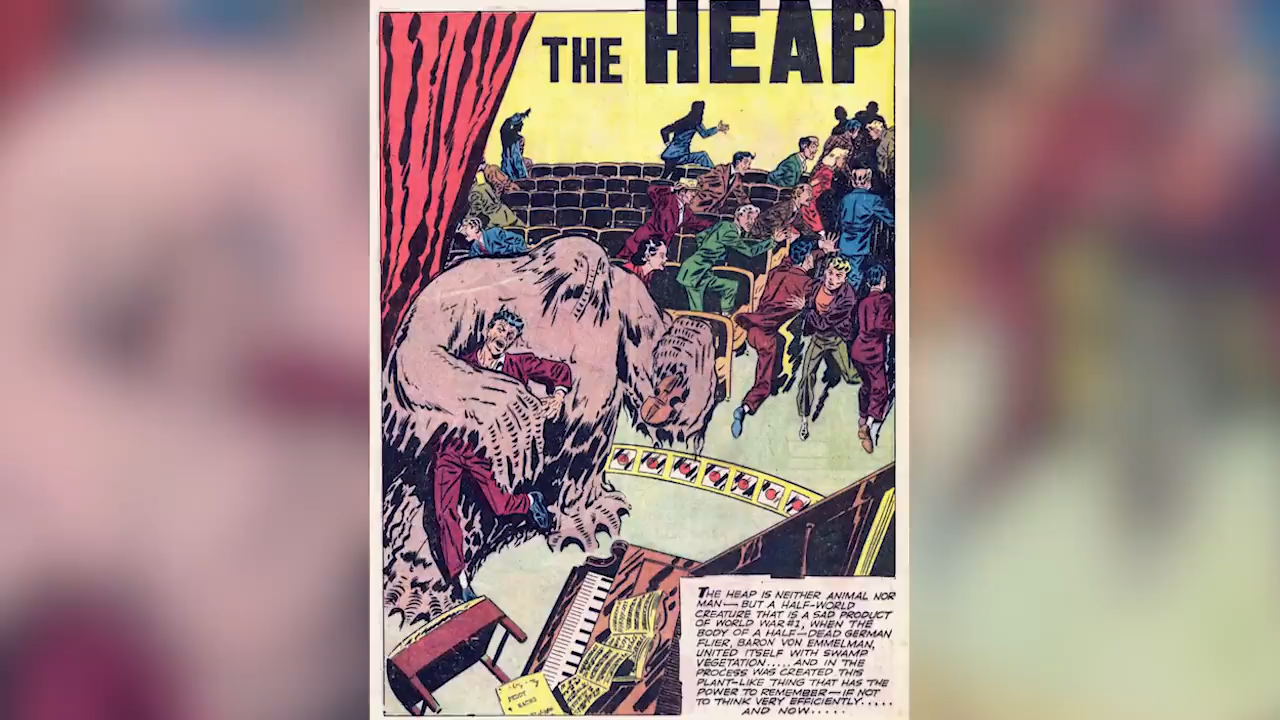 THE HEAP
THE HEAP IS NEITHER ANIMAL NOR
MAN — BUT A HALF-WORLD
CREATURE THAT IS A SAD PRODUCT
OF WORLD WAR #1, WHEN THE
BODY OF A HALF-DEAD GERMAN
FLIER, BARON VON EMMELMAN,
UNITED ITSELF WITH SWAMP
VEGETATION..... AND IN THE
PROCESS WAS CREATED THIS
PLANT-LIKE THING THAT HAS THE
POWER TO REMEMBER — IF NOT
TO THINK VERY EFFICIENTLY.....
AND NOW.....